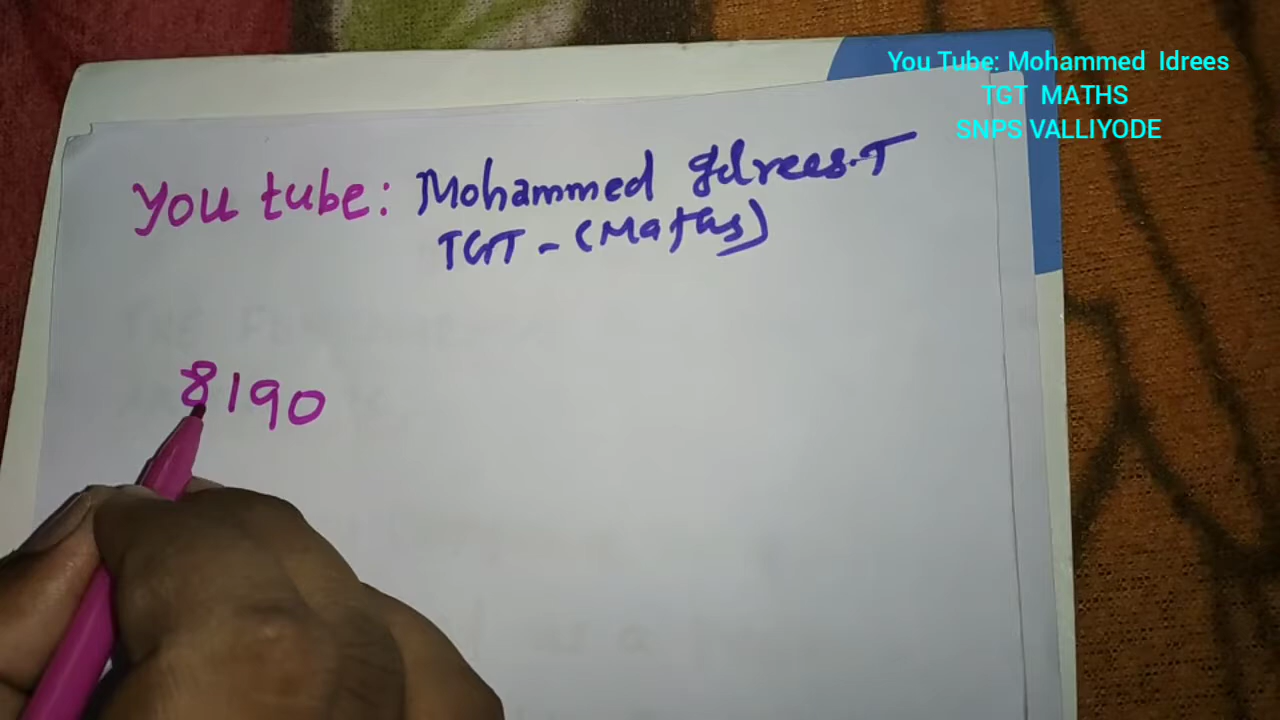 You Tube: Mohammed Idrees
TGT MATHS
SNPS VALLIYODE
You tube: Mohammed Idrees.T
TGT - (Maths)
8190